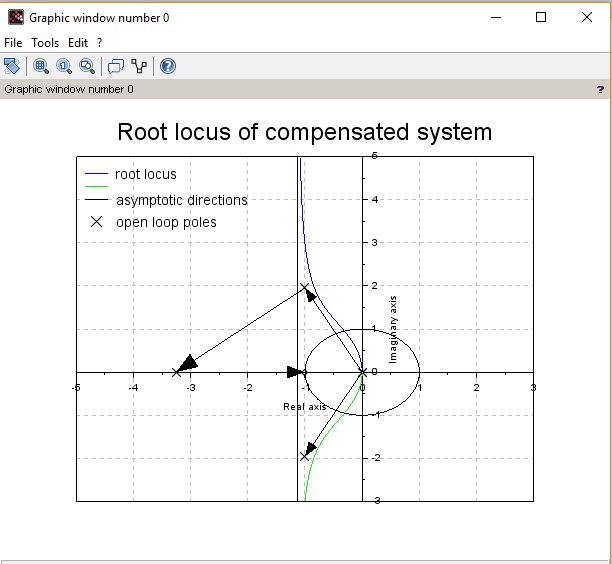 Graphic window number 0
File Tools Edit ?
Graphic window number 0 ?
Root locus of compensated system
root locus
asymptotic directions
open loop poles
5
4
3
2
1
0
-1
-2
-3
Imaginary axis
-5 -4 -3 -2 -1 0 1 2 3
Real axis